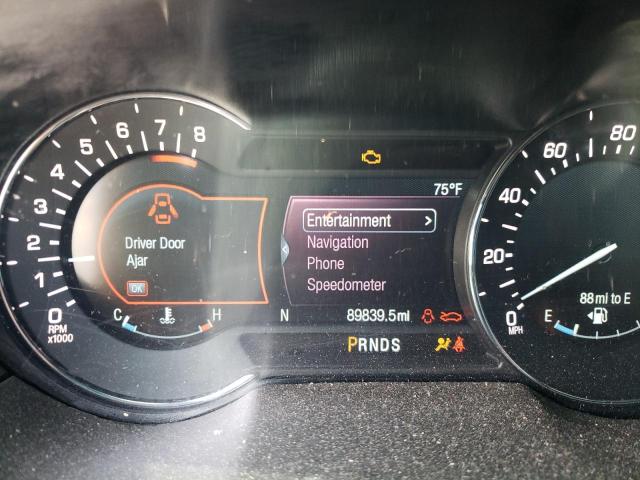 8
7
6
5
4
3
2
1
0
RPM
x1000
Driver Door
Ajar
OK
C H
75°F
Entertainment >
Navigation
Phone
Speedometer
N 89839.5mi
PRNDS
80
60
40
20
0
MPH
88 mi to E
E